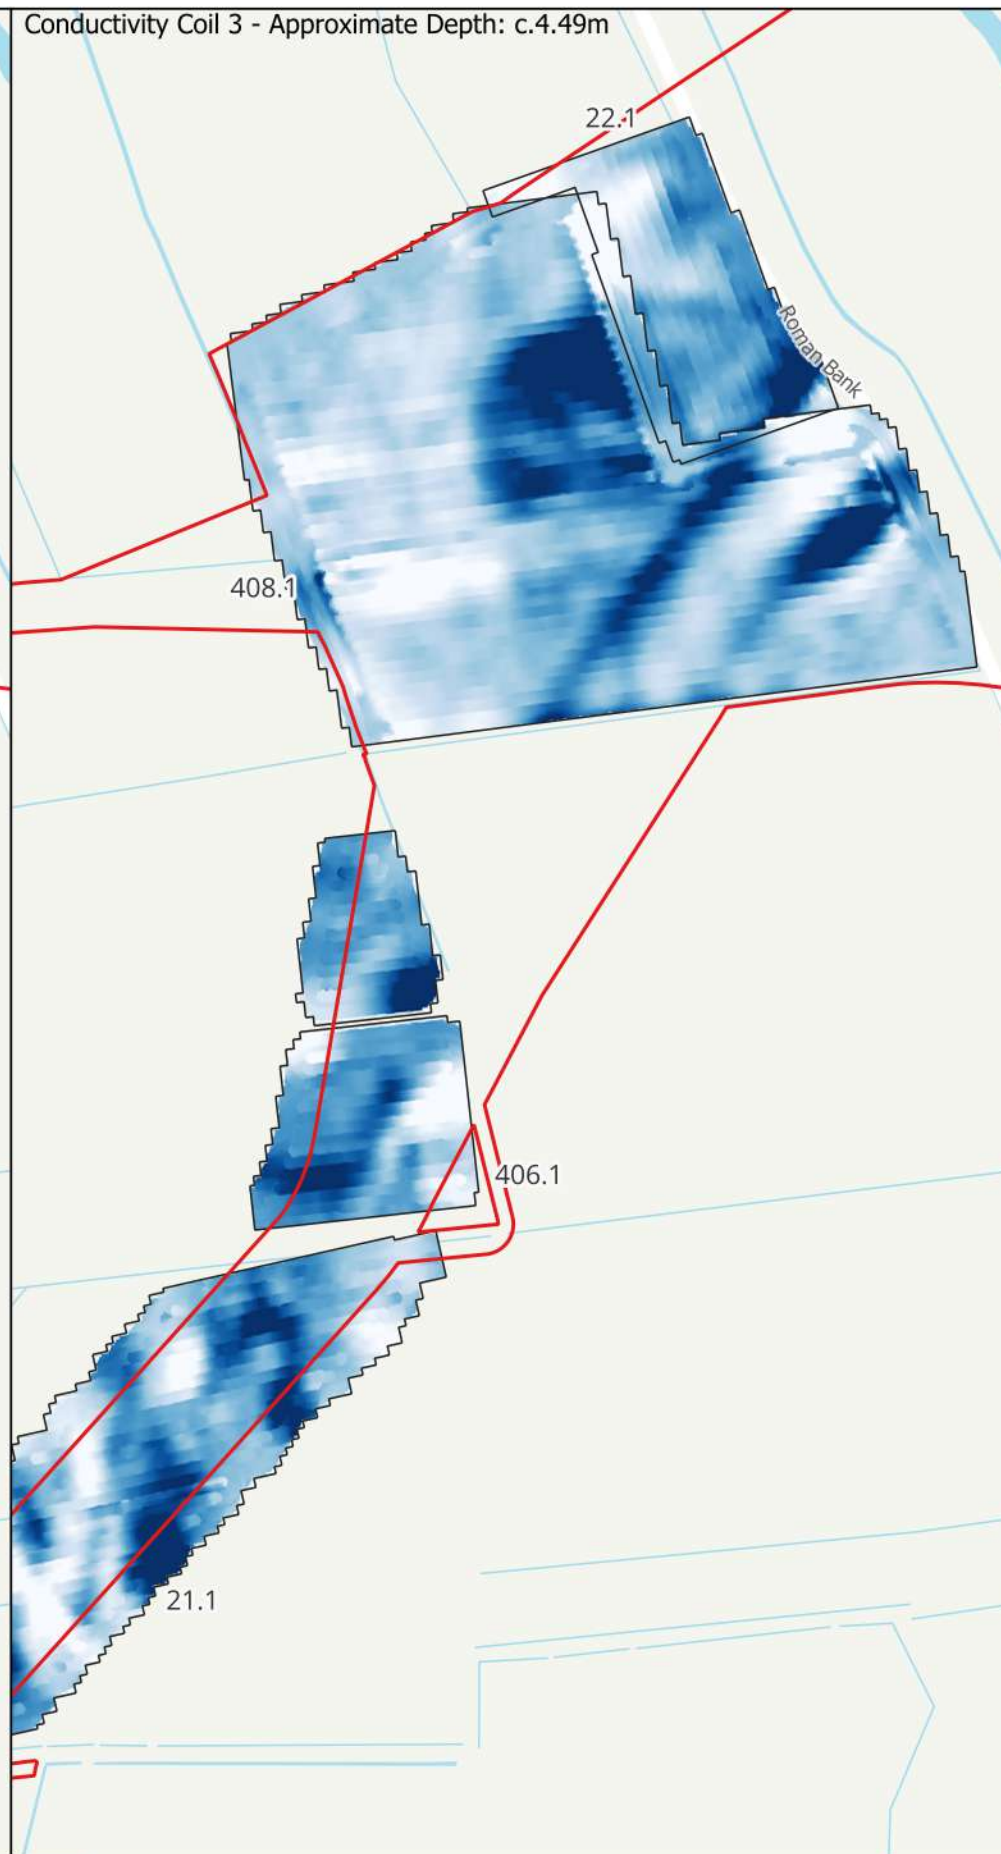 Conductivity Coil 3 - Approximate Depth: c.4.49m
22.1
Roman Bank
408.1
406.1
21.1